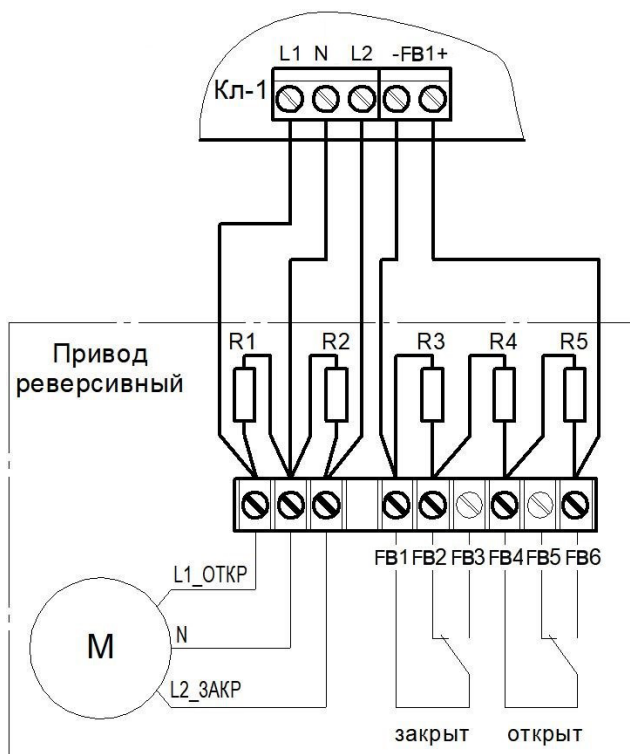 L1 N L2 -FB1+
Кл-1
Привод
реверсивный
R1 R2 R3 R4 R5
FB1 FB2 FB3 FB4 FB5 FB6
L1_ОТКР
N
L2_ЗАКР
М
закрыт открыт